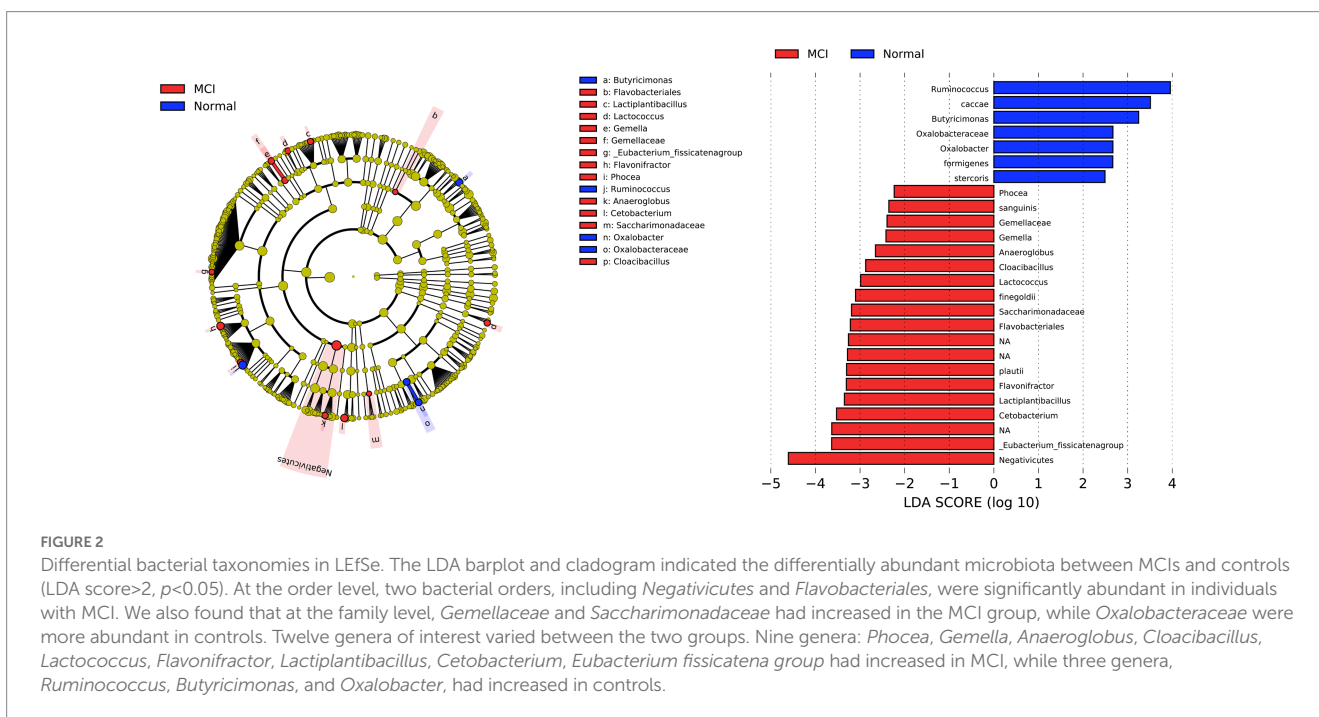 MCI
Normal
f
e
d
c
b
a
g
h
j
k
l
m
n
o
p
Negativicutes
a: Butyricimonas
b: Flavobacteriales
c: Lactiplantibacillus
d: Lactococcus
e: Gemella
f: Gemellaceae
g: _Eubacterium_fissicatenagroup
h: Flavonifractor
i: Phocea
j: Ruminococcus
k: Anaeroglobus
l: Cetobacterium
m: Saccharimonadaceae
n: Oxalobacter
o: Oxalobacteraceae
p: Cloacibacillus
MCI Normal
Ruminococcus
caccae
Butyricimonas
Oxalobacteraceae
Oxalobacter
formigenes
stercoris
Phocea
sanguinis
Gemellaceae
Gemella
Anaeroglobus
Cloacibacillus
Lactococcus
finegoldii
Saccharimonadaceae
Flavobacteriales
NA
NA
plautii
Flavonifractor
Lactiplantibacillus
Cetobacterium
NA
_Eubacterium_fissicatenagroup
Negativicutes
−5 −4 −3 −2 −1 0 1 2 3 4
LDA SCORE (log 10)
FIGURE 2
Differential bacterial taxonomies in LEfSe. The LDA barplot and cladogram indicated the differentially abundant microbiota between MCIs and controls
(LDA score>2, p<0.05). At the order level, two bacterial orders, including Negativicutes and Flavobacteriales, were significantly abundant in individuals
with MCI. We also found that at the family level, Gemellaceae and Saccharimonadaceae had increased in the MCI group, while Oxalobacteraceae were
more abundant in controls. Twelve genera of interest varied between the two groups. Nine genera: Phocea, Gemella, Anaeroglobus, Cloacibacillus,
Lactococcus, Flavonifractor, Lactiplantibacillus, Cetobacterium, Eubacterium fissicatena group had increased in MCI, while three genera,
Ruminococcus, Butyricimonas, and Oxalobacter, had increased in controls.